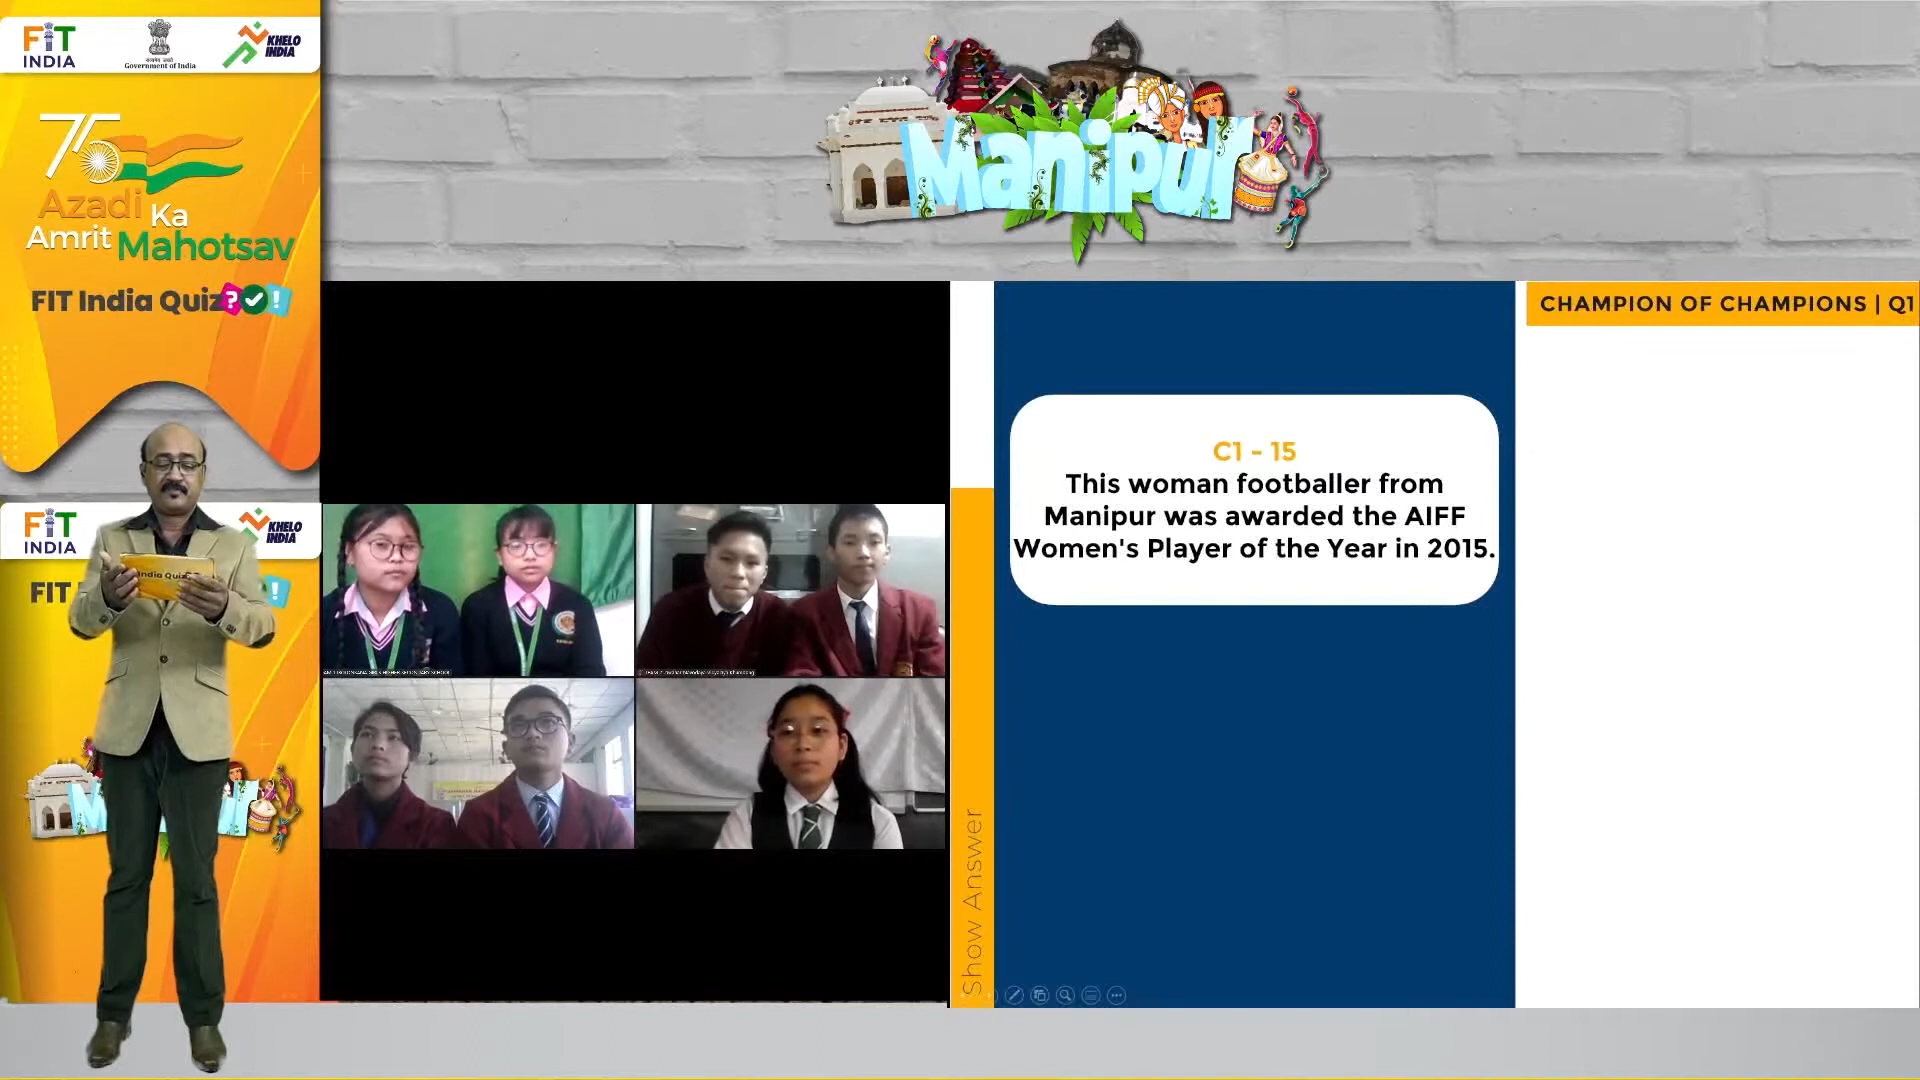 FiT
INDIA
Government of India
KHELO
INDIA
75
Azadi Ka
Amrit Mahotsav
FIT India Quiz?!
Manipur
CHAMPION OF CHAMPIONS | Q1
C1 - 15
This woman footballer from
Manipur was awarded the AIFF
Women's Player of the Year in 2015.
Show Answer
FiT
INDIA
KHELO
INDIA
FIT
!
India Quiz
M